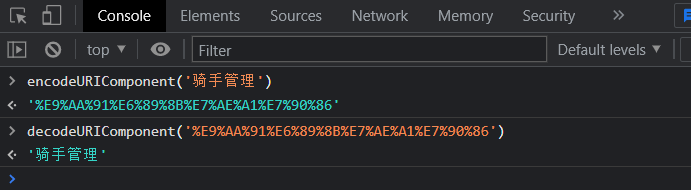 Console Elements Sources Network Memory Security »
top ▼ Filter Default levels ▼
> encodeURIComponent('骑手管理')
<· '%E9%AA%91%E6%89%8B%E7%AE%A1%E7%90%86'
> decodeURIComponent('%E9%AA%91%E6%89%8B%E7%AE%A1%E7%90%86')
<· '骑手管理'
>